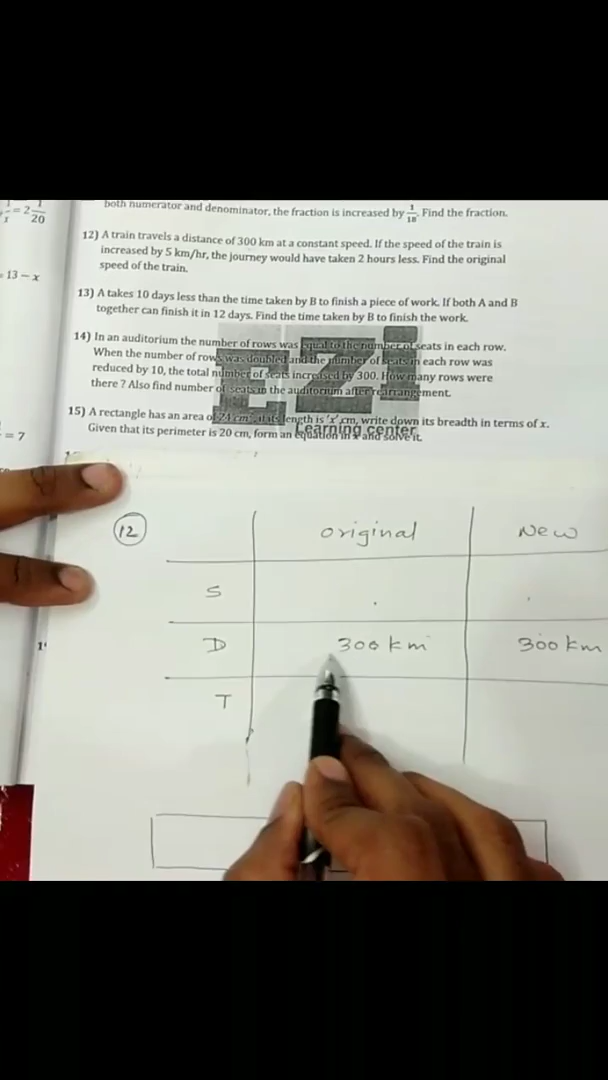 1/x = 2 1/20
both numerator and denominator, the fraction is increased by 1/18. Find the fraction.
12) A train travels a distance of 300 km at a constant speed. If the speed of the train is
increased by 5 km/hr, the journey would have taken 2 hours less. Find the original
speed of the train.
= 13 − x
13) A takes 10 days less than the time taken by B to finish a piece of work. If both A and B
together can finish it in 12 days. Find the time taken by B to finish the work.
14) In an auditorium the number of rows was equal to the number of seats in each row.
When the number of rows was doubled and the number of seats in each row was
reduced by 10, the total number of seats increased by 300. How many rows were
there ? Also find number of seats in the auditorium after rearrangement.
EZi
15) A rectangle has an area of 24 cm². If its length is 'x' cm, write down its breadth in terms of x.
Given that its perimeter is 20 cm, form an equation in x and solve it.
Learning center
= 7
12 original New
S
D 300 km 300 km
T